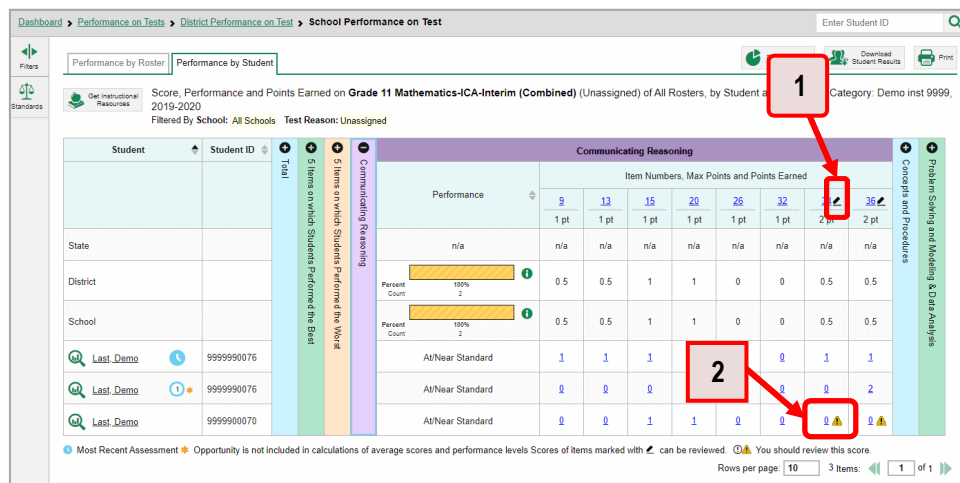 Dashboard > Performance on Tests > District Performance on Test > School Performance on Test
Enter Student ID
Filters
Standards
Performance by Roster
Performance by Student
Download Student Results
Print
Get Instructional Resources
Score, Performance and Points Earned on Grade 11 Mathematics-ICA-Interim (Combined) (Unassigned) of All Rosters, by Student a Category: Demo inst 9999,
2019-2020
Filtered By School: All Schools Test Reason: Unassigned
1
Student Student ID Total 5 Items on which Students Performed the Best 5 Items on which Students Performed the Worst Communicating Reasoning
Communicating Reasoning
Concepts and Procedures
Problem Solving and Modeling & Data Analysis
Item Numbers, Max Points and Points Earned
Performance
9 13 15 20 26 32 36
1 pt 1 pt 1 pt 1 pt 1 pt 1 pt 2 pt 2 pt
State n/a n/a n/a n/a n/a n/a n/a n/a n/a
District Percent 100% Count 2 0.5 0.5 1 1 0 0 0.5 0.5
School Percent 100% Count 2 0.5 0.5 1 1 0 0 0.5 0.5
Last, Demo 9999990076 At/Near Standard 1 1 1 0 1 1
2
Last, Demo 1 * 9999990076 At/Near Standard 0 0 0 0 0 2
Last, Demo 9999990070 At/Near Standard 0 0 1 1 0 0 0 0
Most Recent Assessment * Opportunity is not included in calculations of average scores and performance levels Scores of items marked with can be reviewed. You should review this score.
Rows per page: 10 3 Items: 1 of 1